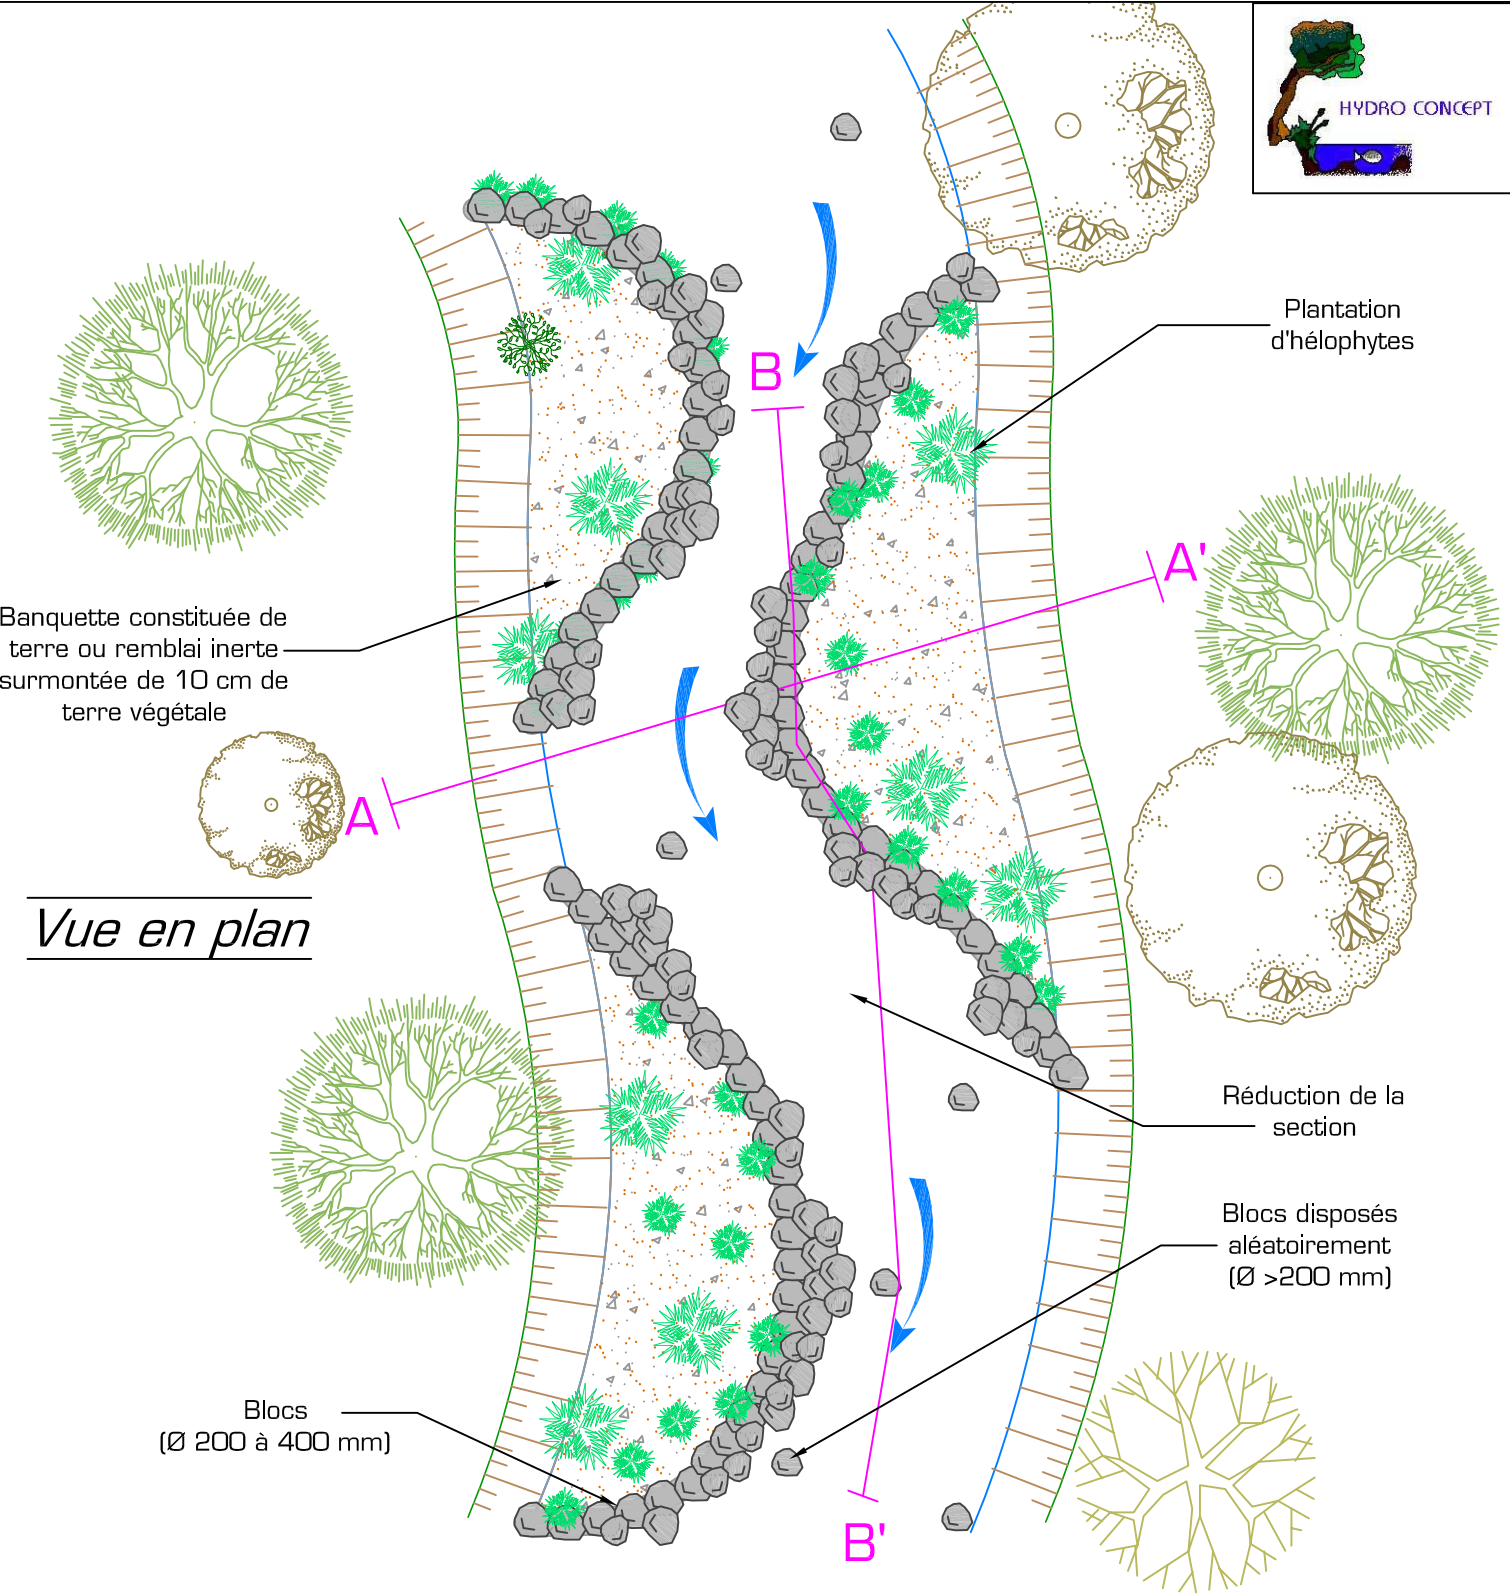 HYDRO CONCEPT
Plantation
d'hélophytes
B
A'
Banquette constituée de
terre ou remblai inerte
surmontée de 10 cm de
terre végétale
A
Vue en plan
Réduction de la
section
Blocs disposés
aléatoirement
(Ø >200 mm)
Blocs
(Ø 200 à 400 mm)
B'